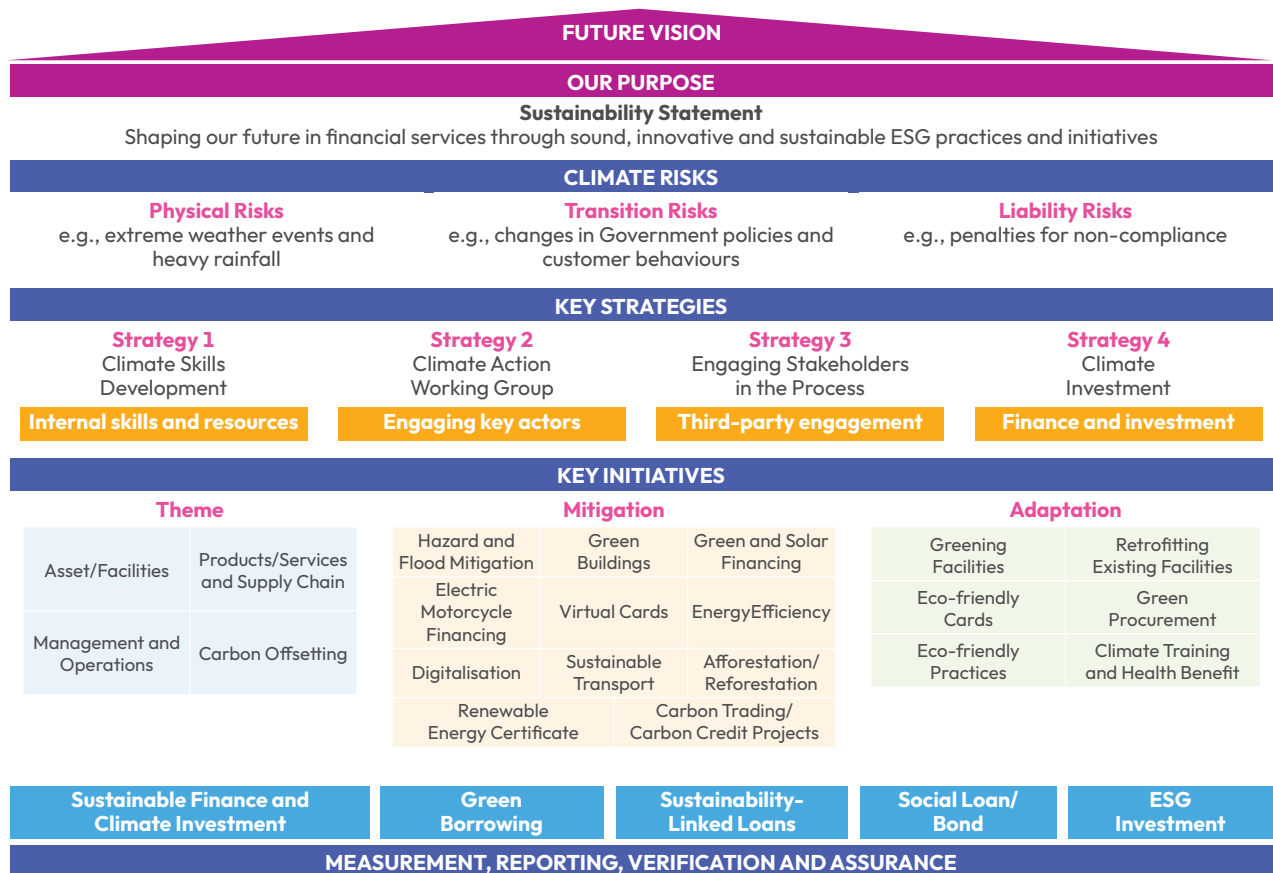 FUTURE VISION
OUR PURPOSE
Sustainability Statement
Shaping our future in financial services through sound, innovative and sustainable ESG practices and initiatives
CLIMATE RISKS
Physical Risks
e.g., extreme weather events and
heavy rainfall
Transition Risks
e.g., changes in Government policies and
customer behaviours
Liability Risks
e.g., penalties for non-compliance
KEY STRATEGIES
Strategy 1
Climate Skills
Development
Internal skills and resources
Strategy 2
Climate Action
Working Group
Engaging key actors
Strategy 3
Engaging Stakeholders
in the Process
Third-party engagement
Strategy 4
Climate
Investment
Finance and investment
KEY INITIATIVES
Theme
Asset/Facilities
Products/Services
and Supply Chain
Management and
Operations
Carbon Offsetting
Mitigation
Hazard and
Flood Mitigation
Green
Buildings
Green and Solar
Financing
Electric
Motorcycle
Financing
Virtual Cards
EnergyEfficiency
Digitalisation
Sustainable
Transport
Afforestation/
Reforestation
Renewable
Energy Certificate
Carbon Trading/
Carbon Credit Projects
Adaptation
Greening
Facilities
Retrofitting
Existing Facilities
Eco-friendly
Cards
Green
Procurement
Eco-friendly
Practices
Climate Training
and Health Benefit
Sustainable Finance and
Climate Investment
Green
Borrowing
Sustainability-
Linked Loans
Social Loan/
Bond
ESG
Investment
MEASUREMENT, REPORTING, VERIFICATION AND ASSURANCE